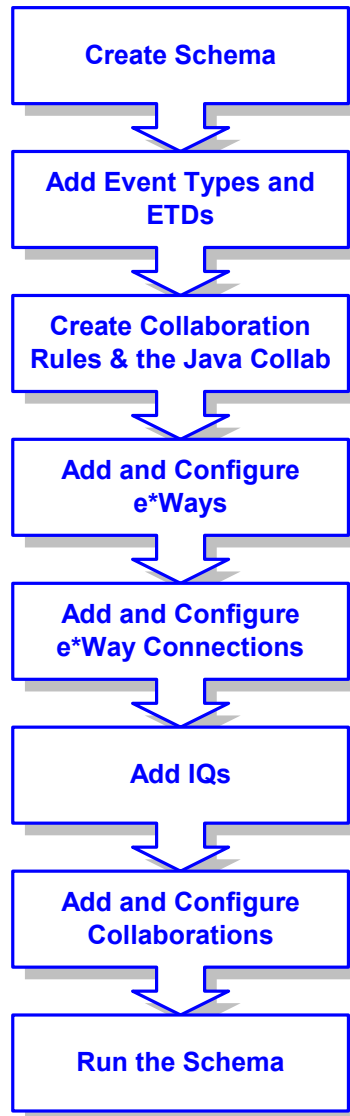 Create Schema
Add Event Types and
ETDs
Create Collaboration
Rules & the Java Collab
Add and Configure
e*Ways
Add and Configure
e*Way Connections
Add IQs
Add and Configure
Collaborations
Run the Schema